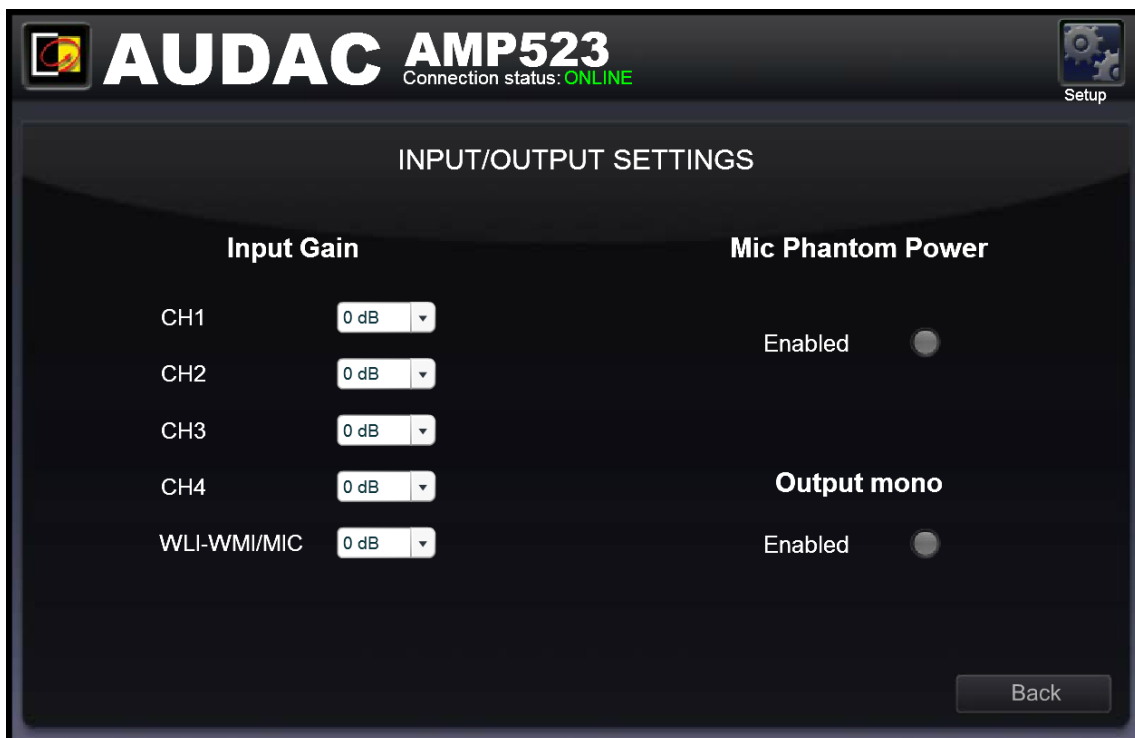 AUDAC AMP523
Connection status: ONLINE
Setup
INPUT/OUTPUT SETTINGS
Input Gain
CH1 0 dB
CH2 0 dB
CH3 0 dB
CH4 0 dB
WLI-WMI/MIC 0 dB
Mic Phantom Power
Enabled
Output mono
Enabled
Back